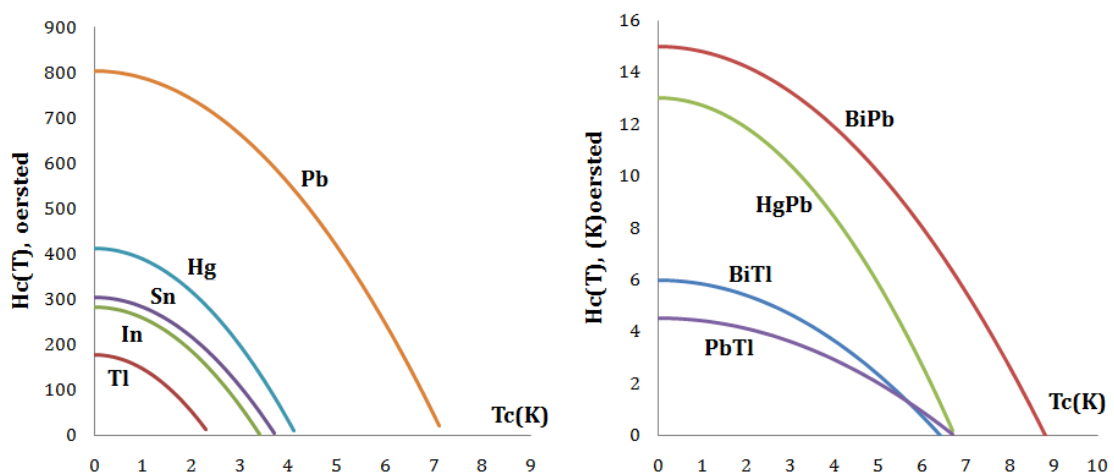 900
800
700
600
500
400
300
200
100
0
Hc(T), oersted
Pb
Hg
Sn
In
Tl
Tc(K)
0 1 2 3 4 5 6 7 8 9
16
14
12
10
8
6
4
2
0
Hc(T), (K)oersted
BiPb
HgPb
BiTl
PbTl
Tc(K)
0 1 2 3 4 5 6 7 8 9 10